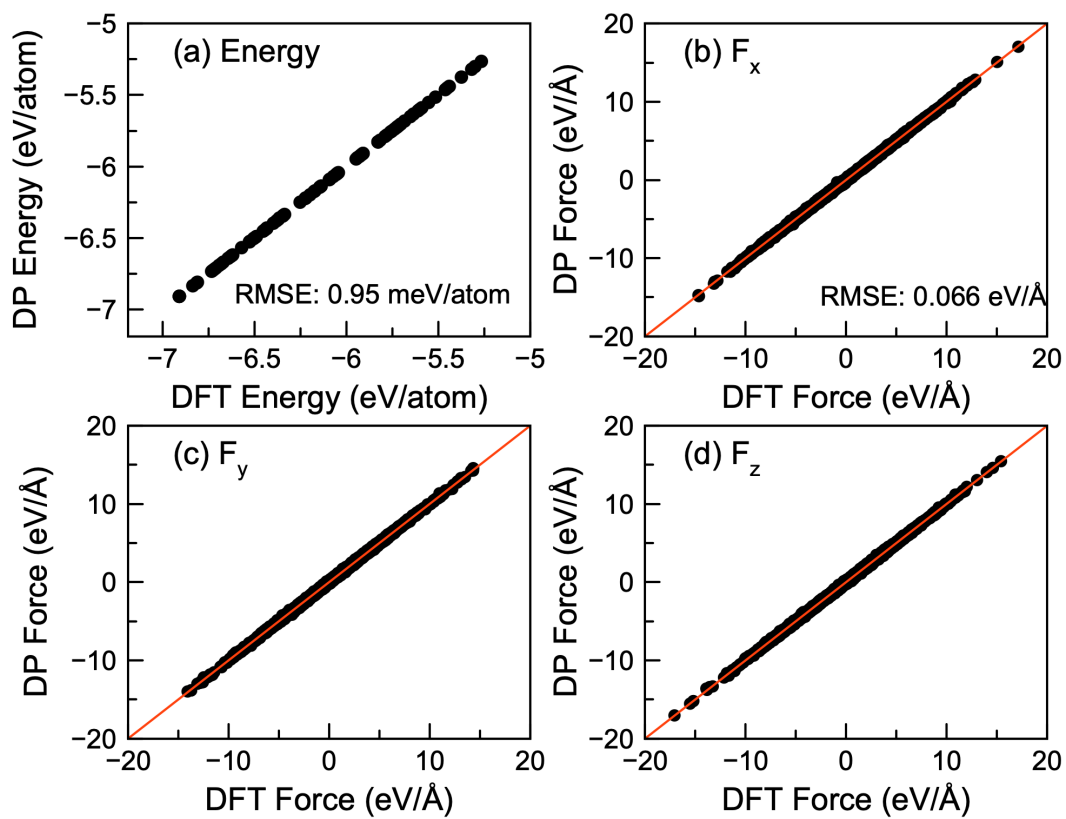 (a) Energy
DP Energy (eV/atom)
−5
−5.5
−6
−6.5
−7
RMSE: 0.95 meV/atom
−7 −6.5 −6 −5.5 −5
DFT Energy (eV/atom)
(b) Fx
DP Force (eV/Å)
20
10
0
−10
−20
RMSE: 0.066 eV/Å
−20 −10 0 10 20
DFT Force (eV/Å)
(c) Fy
DP Force (eV/Å)
20
10
0
−10
−20
−20 −10 0 10 20
DFT Force (eV/Å)
(d) Fz
DP Force (eV/Å)
20
10
0
−10
−20
−20 −10 0 10 20
DFT Force (eV/Å)